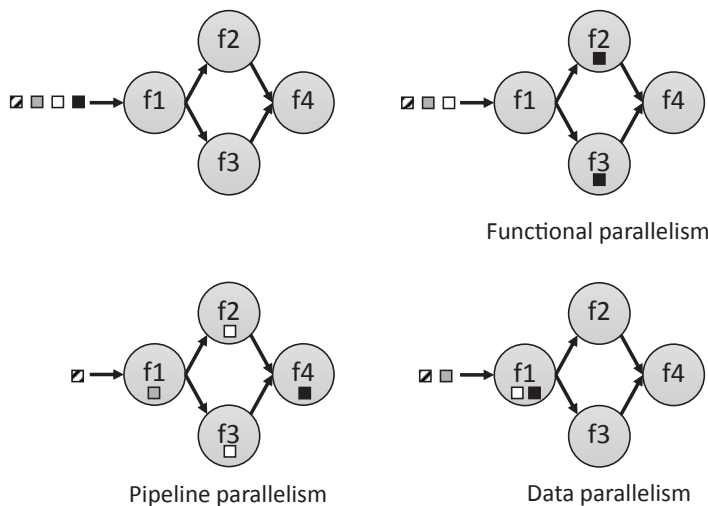 f2
f1
f4
f3
f2
f1
f4
f3
Functional parallelism
f2
f1
f4
f3
Pipeline parallelism
f2
f1
f4
f3
Data parallelism